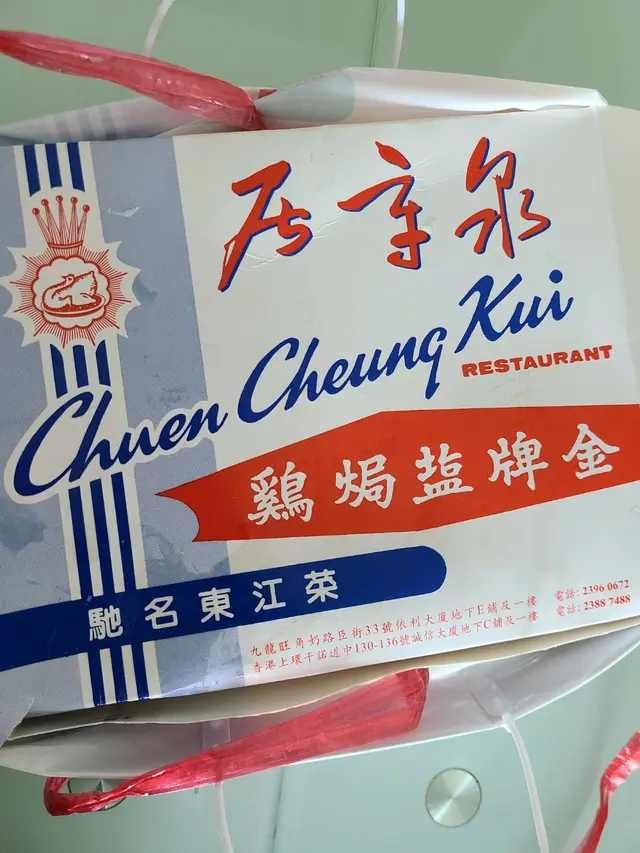 泉章居
Chuen Cheung Kui
RESTAURANT
金牌盐焗鷄
馳名東江菜
九龍旺角奶路臣街33號依利大廈地下E鋪及一樓 電話: 2396 0672
香港上環干諾道中130-136號誠信大廈地下C鋪及一樓 電話: 2388 7488